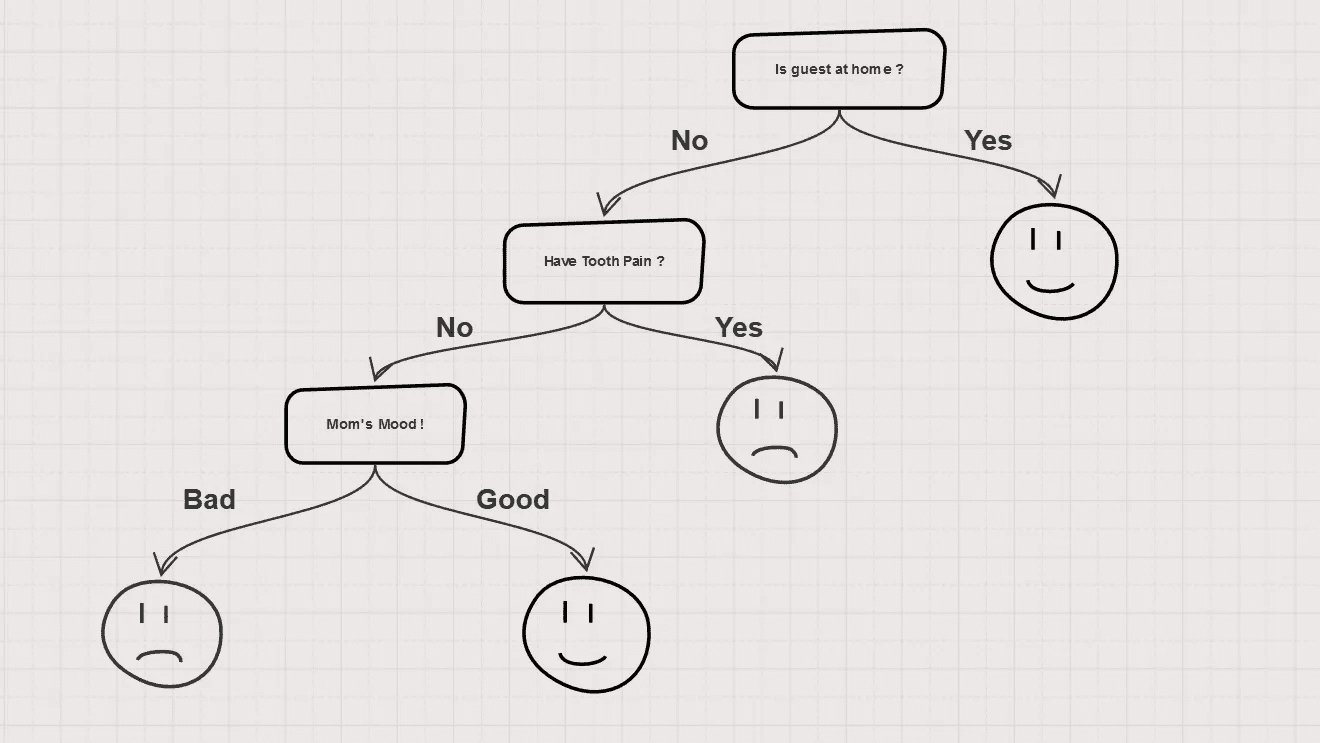 Is guest at home ?
No
Yes
Have Tooth Pain ?
No
Yes
Mom's Mood !
Bad
Good